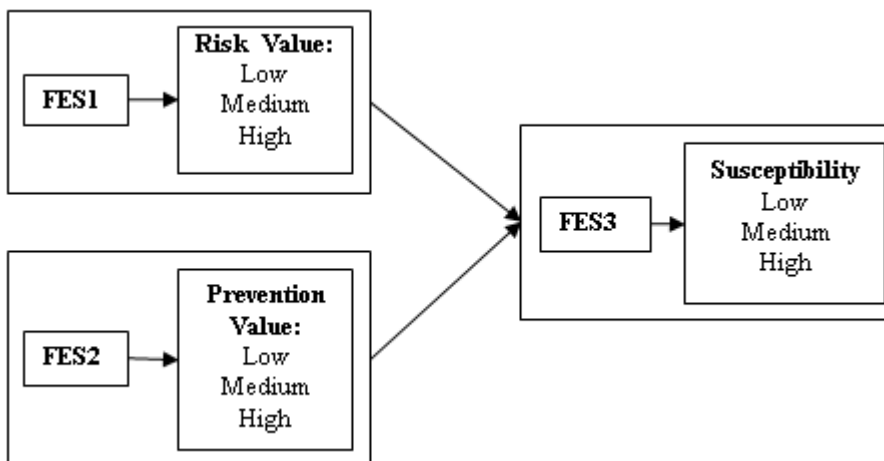 FES1
Risk Value:
Low
Medium
High
FES2
Prevention
Value:
Low
Medium
High
FES3
Susceptibility
Low
Medium
High